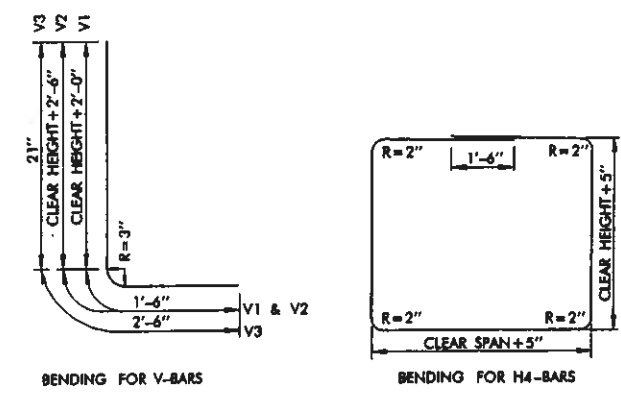 V3
V2
V1
21"
CLEAR HEIGHT + 2'-6"
CLEAR HEIGHT + 2'-0"
R = 3"
1'-6"
2'-6"
V1 & V2
V3
BENDING FOR V-BARS
R = 2"
R = 2"
1'-6"
CLEAR HEIGHT + 5"
R = 2"
R = 2"
CLEAR SPAN + 5"
BENDING FOR H4-BARS